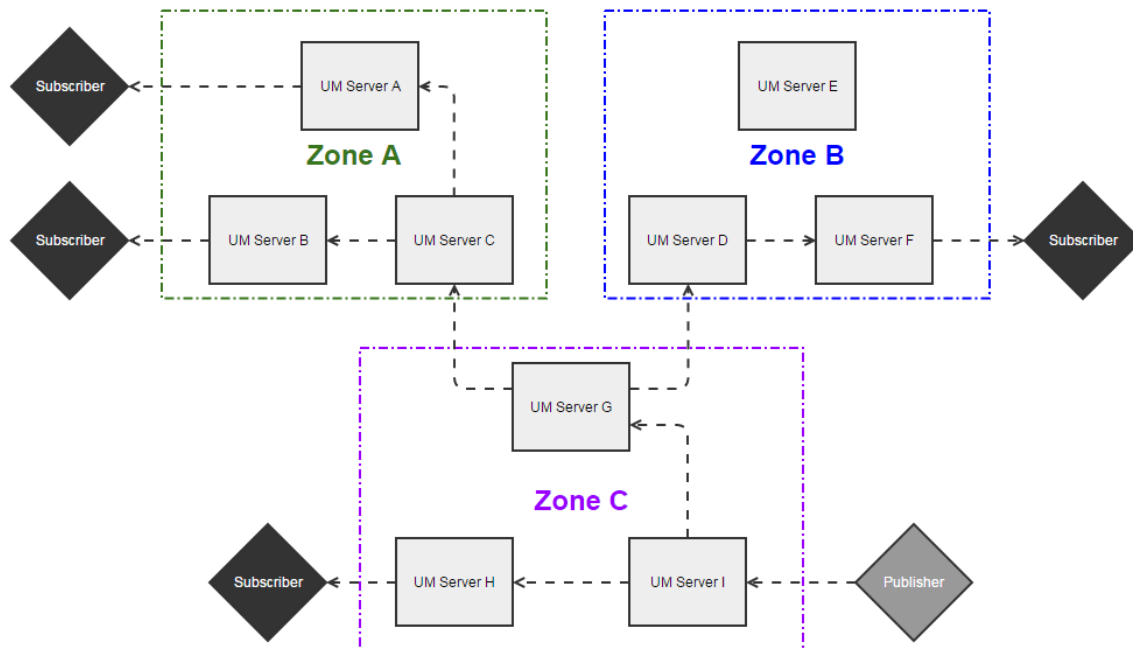 Subscriber
UM Server A
UM Server E
Zone A
Zone B
Subscriber
UM Server B
UM Server C
UM Server D
UM Server F
Subscriber
UM Server G
Zone C
Subscriber
UM Server H
UM Server I
Publisher